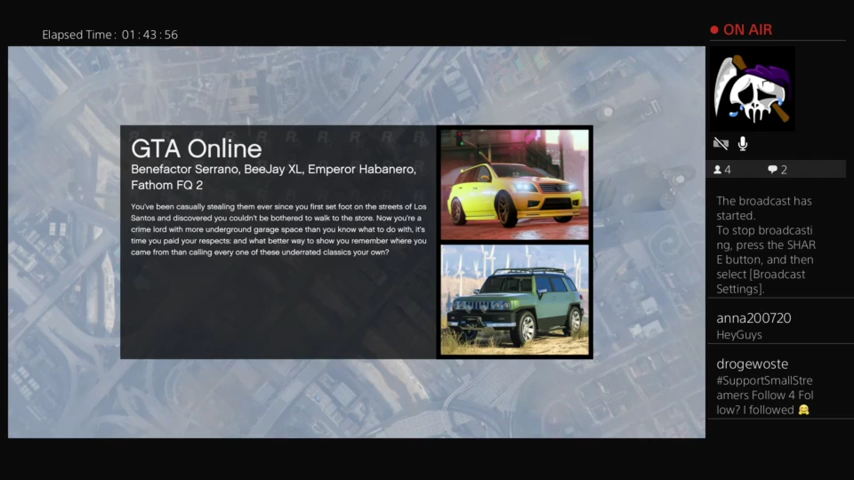 Elapsed Time: 01:43:56
ON AIR
GTA Online
Benefactor Serrano, BeeJay XL, Emperor Habanero,
Fathom FQ 2
You've been casually stealing them ever since you first set foot on the streets of Los
Santos and discovered you couldn't be bothered to walk to the store. Now you're a
crime lord with more underground garage space than you know what to do with, it's
time you paid your respects: and what better way to show you remember where you
came from than calling every one of these underrated classics your own?
4
2
The broadcast has
started.
To stop broadcasti
ng, press the SHAR
E button, and then
select [Broadcast
Settings].
anna200720
HeyGuys
drogewoste
#SupportSmallStre
amers Follow 4 Fol
low? I followed 🤗